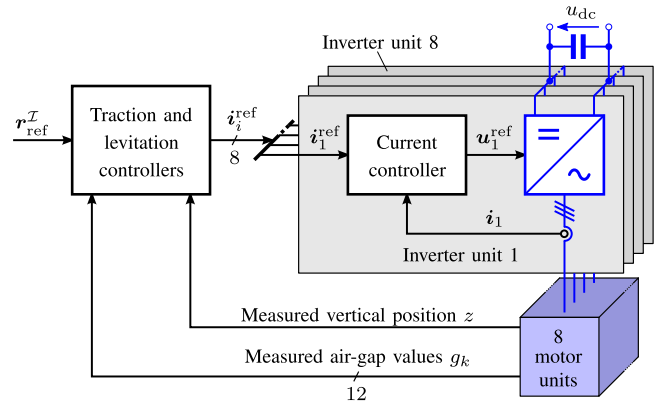 u_dc
Inverter unit 8
r^ℐ_ref
Traction and
levitation
controllers
i_i^ref
8
i_1^ref
Current
controller
u_1^ref
i_1
Inverter unit 1
Measured vertical position z
Measured air-gap values g_k
12
8
motor
units